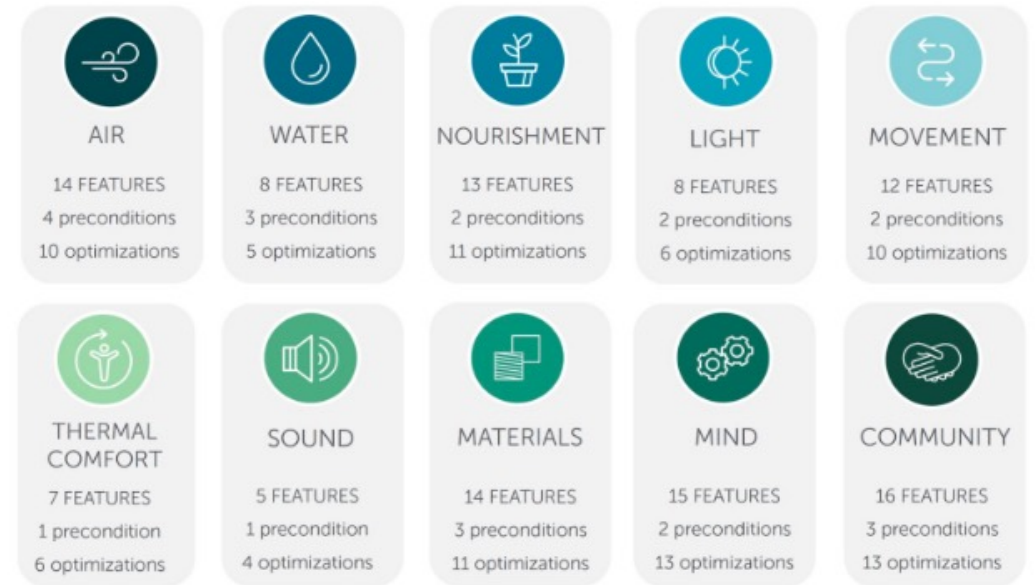 AIR
14 FEATURES
4 preconditions
10 optimizations
WATER
8 FEATURES
3 preconditions
5 optimizations
NOURISHMENT
13 FEATURES
2 preconditions
11 optimizations
LIGHT
8 FEATURES
2 preconditions
6 optimizations
MOVEMENT
12 FEATURES
2 preconditions
10 optimizations
THERMAL
COMFORT
7 FEATURES
1 precondition
6 optimizations
SOUND
5 FEATURES
1 precondition
4 optimizations
MATERIALS
14 FEATURES
3 preconditions
11 optimizations
MIND
15 FEATURES
2 preconditions
13 optimizations
COMMUNITY
16 FEATURES
3 preconditions
13 optimizations